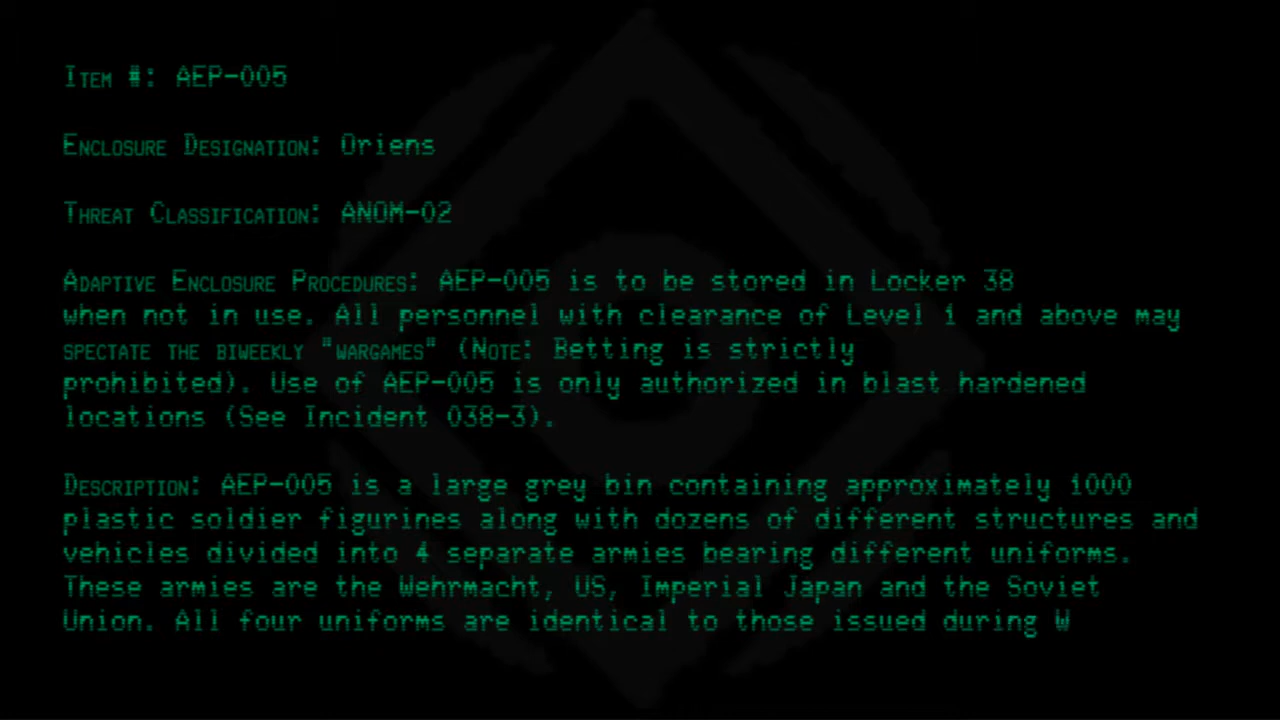 Item #: AEP-005
Enclosure Designation: Oriens
Threat Classification: ANOM-02
Adaptive Enclosure Procedures: AEP-005 is to be stored in Locker 38
when not in use. All personnel with clearance of Level 1 and above may
spectate the biweekly "wargames" (Note: Betting is strictly
prohibited). Use of AEP-005 is only authorized in blast hardened
locations (See Incident 038-3).
Description: AEP-005 is a large grey bin containing approximately 1000
plastic soldier figurines along with dozens of different structures and
vehicles divided into 4 separate armies bearing different uniforms.
These armies are the Wehrmacht, US, Imperial Japan and the Soviet
Union. All four uniforms are identical to those issued during W